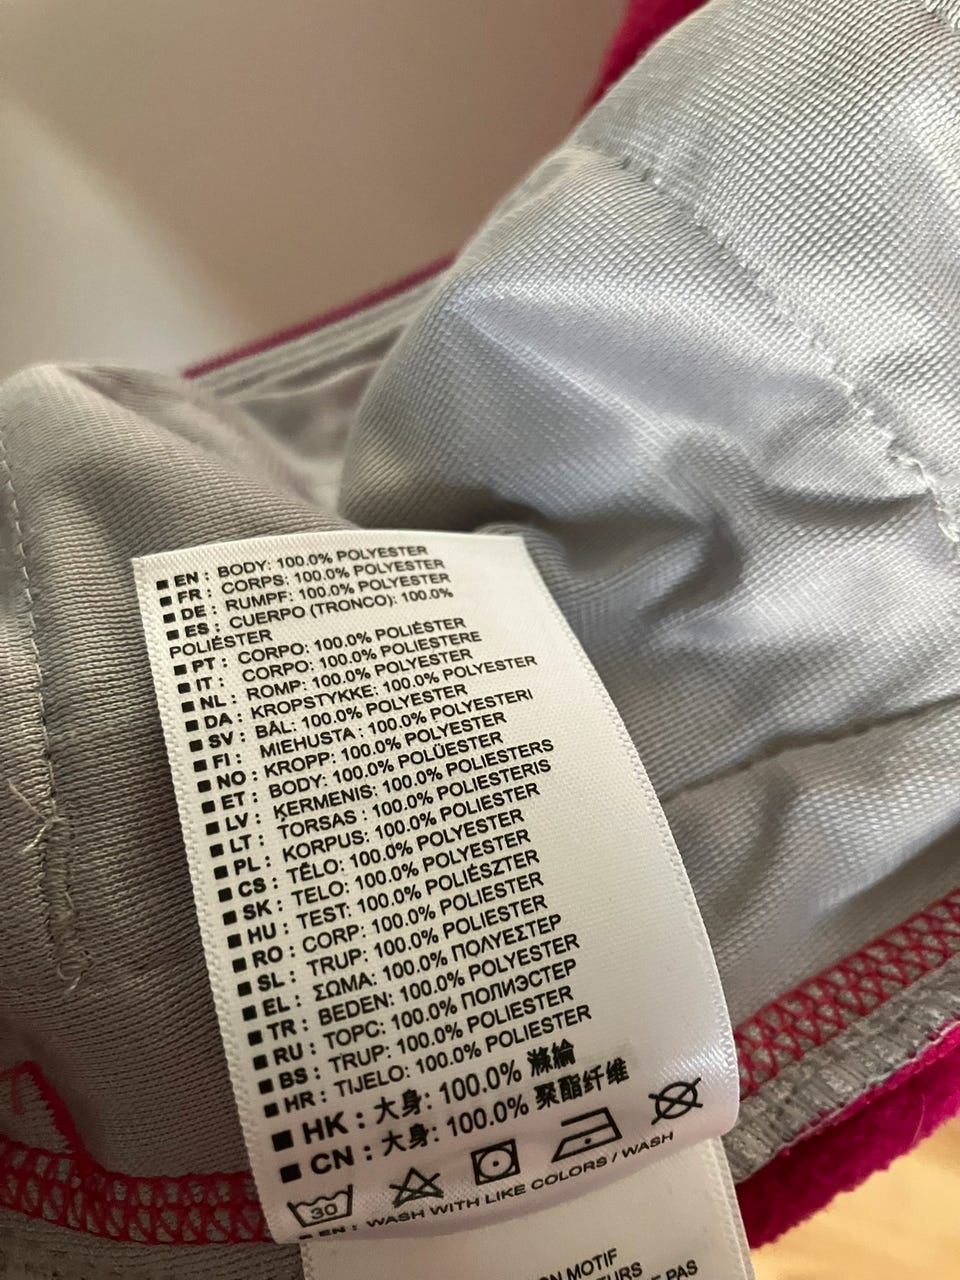 ■ EN : BODY: 100.0% POLYESTER
■ FR : CORPS: 100.0% POLYESTER
■ DE : RUMPF: 100.0% POLYESTER
■ ES : CUERPO (TRONCO): 100.0%
POLIÉSTER
■ PT : CORPO: 100.0% POLIÉSTER
■ IT : CORPO: 100.0% POLIESTERE
■ NL : ROMP: 100.0% POLYESTER
■ DA : KROPSTYKKE: 100.0% POLYESTER
■ SV : BÅL: 100.0% POLYESTER
■ FI : MIEHUSTA : 100.0% POLYESTERI
■ NO : KROPP: 100.0% POLYESTER
■ ET : BODY: 100.0% POLÜESTER
■ LV : ĶERMENIS: 100.0% POLIESTERS
■ LT : TORSAS : 100.0% POLIESTERIS
■ PL : KORPUS: 100.0% POLIESTER
■ CS : TĚLO: 100.0% POLYESTER
■ SK : TELO: 100.0% POLYESTER
■ HU : TEST: 100.0% POLIÉSZTER
■ RO : CORP: 100.0% POLIESTER
■ SL : TRUP: 100.0% POLIESTER
■ EL : ΣΩΜΑ: 100.0% ΠΟΛΥΕΣΤΕΡ
■ TR : BEDEN: 100.0% POLYESTER
■ RU : ТОРС: 100.0% ПОЛИЭСТЕР
■ BS : TRUP: 100.0% POLIESTER
■ HR : TIJELO: 100.0% POLIESTER
■ HK : 大身: 100.0% 滌綸
■ CN : 大身: 100.0% 聚酯纤维
30
■ EN : WASH WITH LIKE COLORS / WASH
MOTIF
PAS